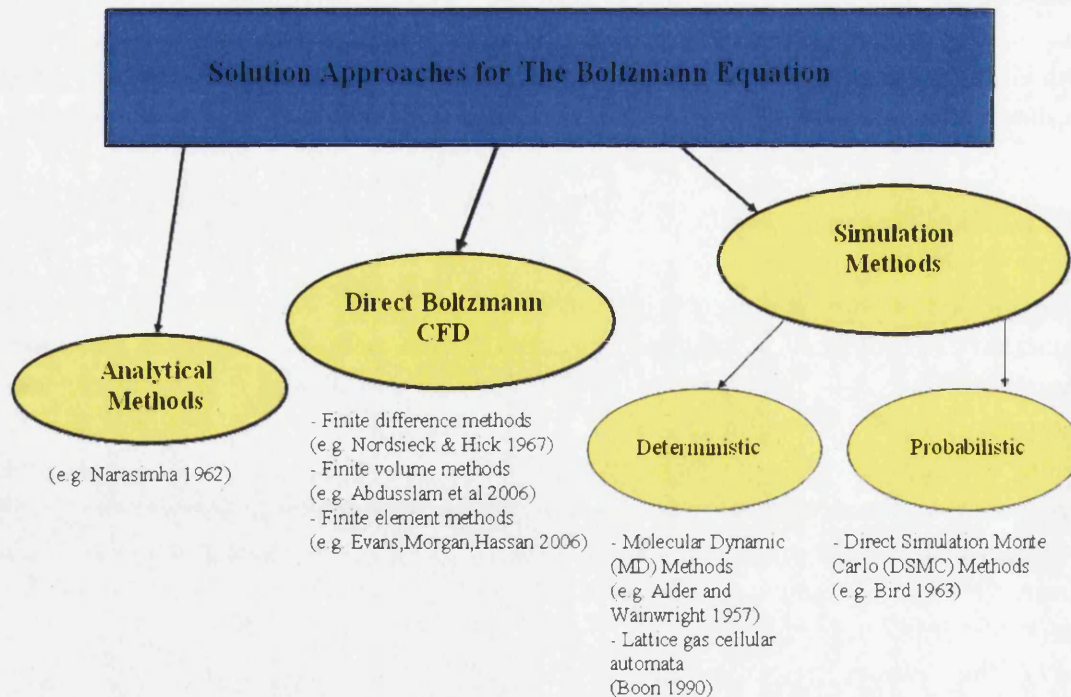 Solution Approaches for The Boltzmann Equation
Simulation
Methods
Direct Boltzmann
CFD
Analytical
Methods
(e.g. Narasimha 1962)
- Finite difference methods
(e.g. Nordsieck & Hick 1967)
- Finite volume methods
(e.g. Abdusslam et al 2006)
- Finite element methods
(e.g. Evans,Morgan,Hassan 2006)
Deterministic
Probabilistic
- Molecular Dynamic
(MD) Methods
(e.g. Alder and
Wainwright 1957)
- Lattice gas cellular
automata
(Boon 1990)
- Direct Simulation Monte
Carlo (DSMC) Methods
(e.g. Bird 1963)